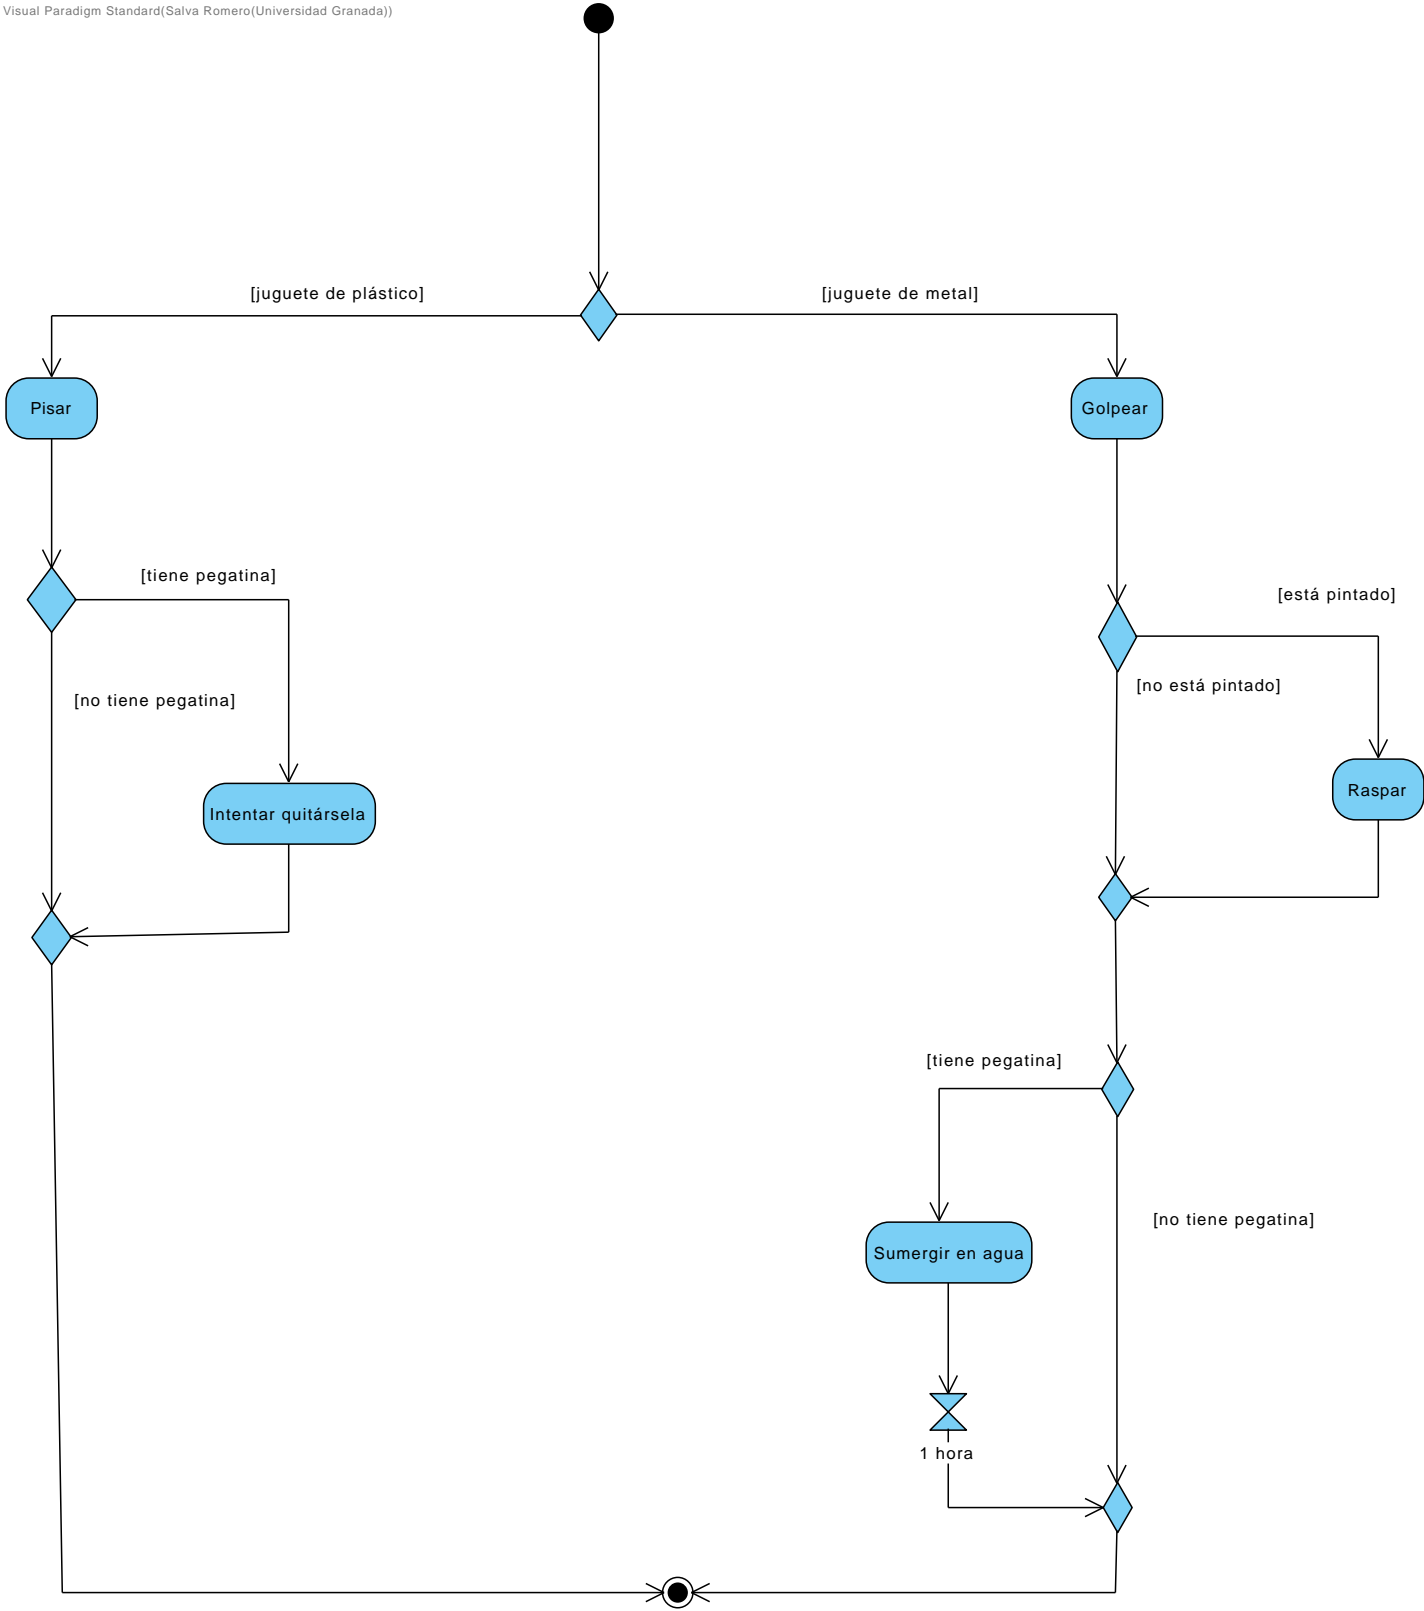 Visual Paradigm Standard(Salva Romero(Universidad Granada))
[juguete de plástico]
[juguete de metal]
Pisar
Golpear
[tiene pegatina]
[está pintado]
[no tiene pegatina]
[no está pintado]
Raspar
Intentar quitársela
[tiene pegatina]
[no tiene pegatina]
Sumergir en agua
1 hora